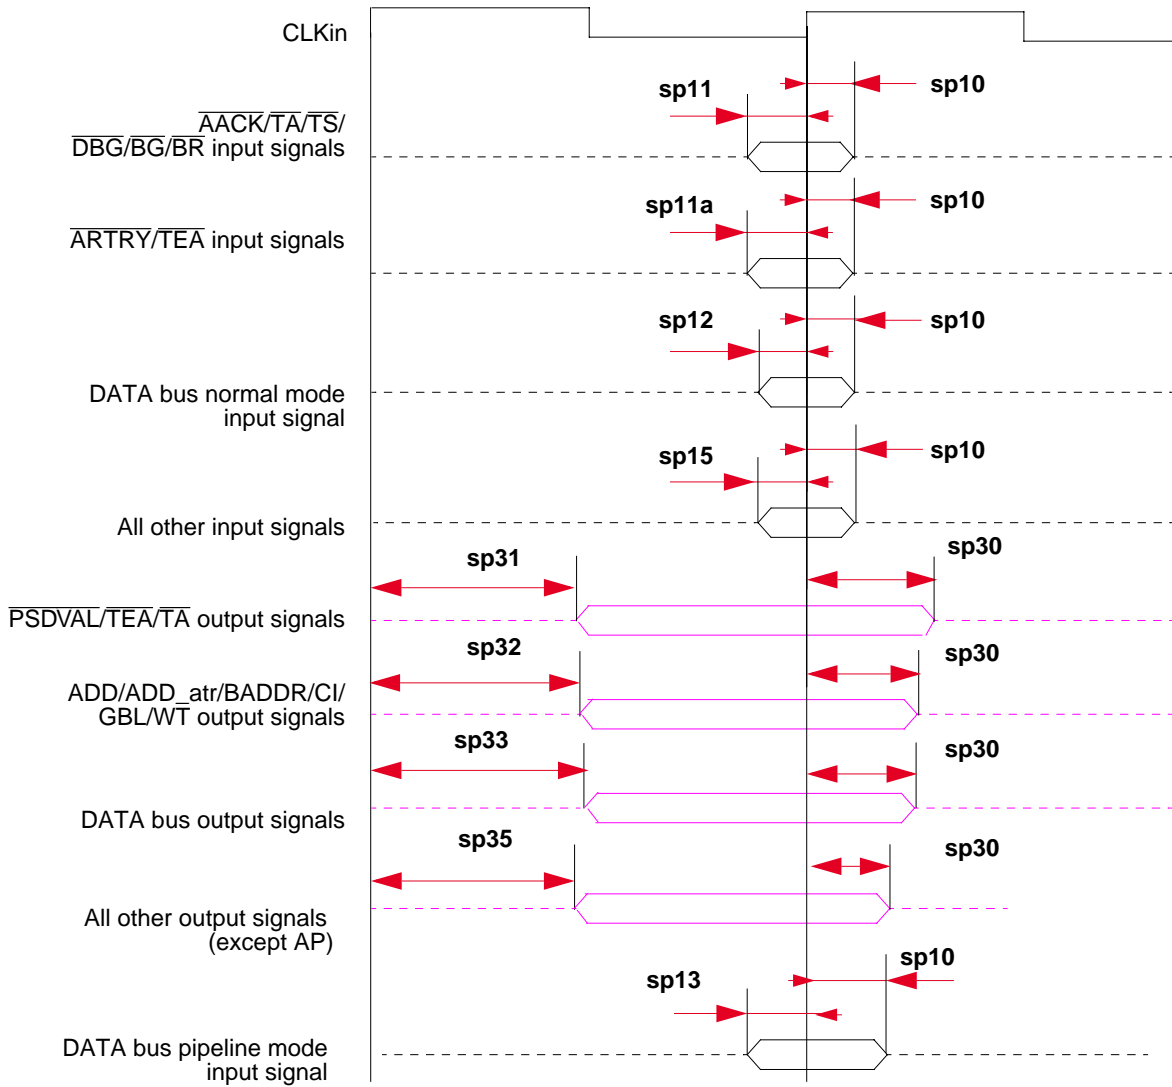 CLKin
sp11
sp10
AACK/TA/TS/
DBG/BG/BR input signals
sp11a
sp10
ARTRY/TEA input signals
sp12
sp10
DATA bus normal mode
input signal
sp15
sp10
All other input signals
sp31
sp30
PSDVAL/TEA/TA output signals
sp32
sp30
ADD/ADD_atr/BADDR/CI/
GBL/WT output signals
sp33
sp30
DATA bus output signals
sp35
sp30
All other output signals
(except AP)
sp13
sp10
DATA bus pipeline mode
input signal